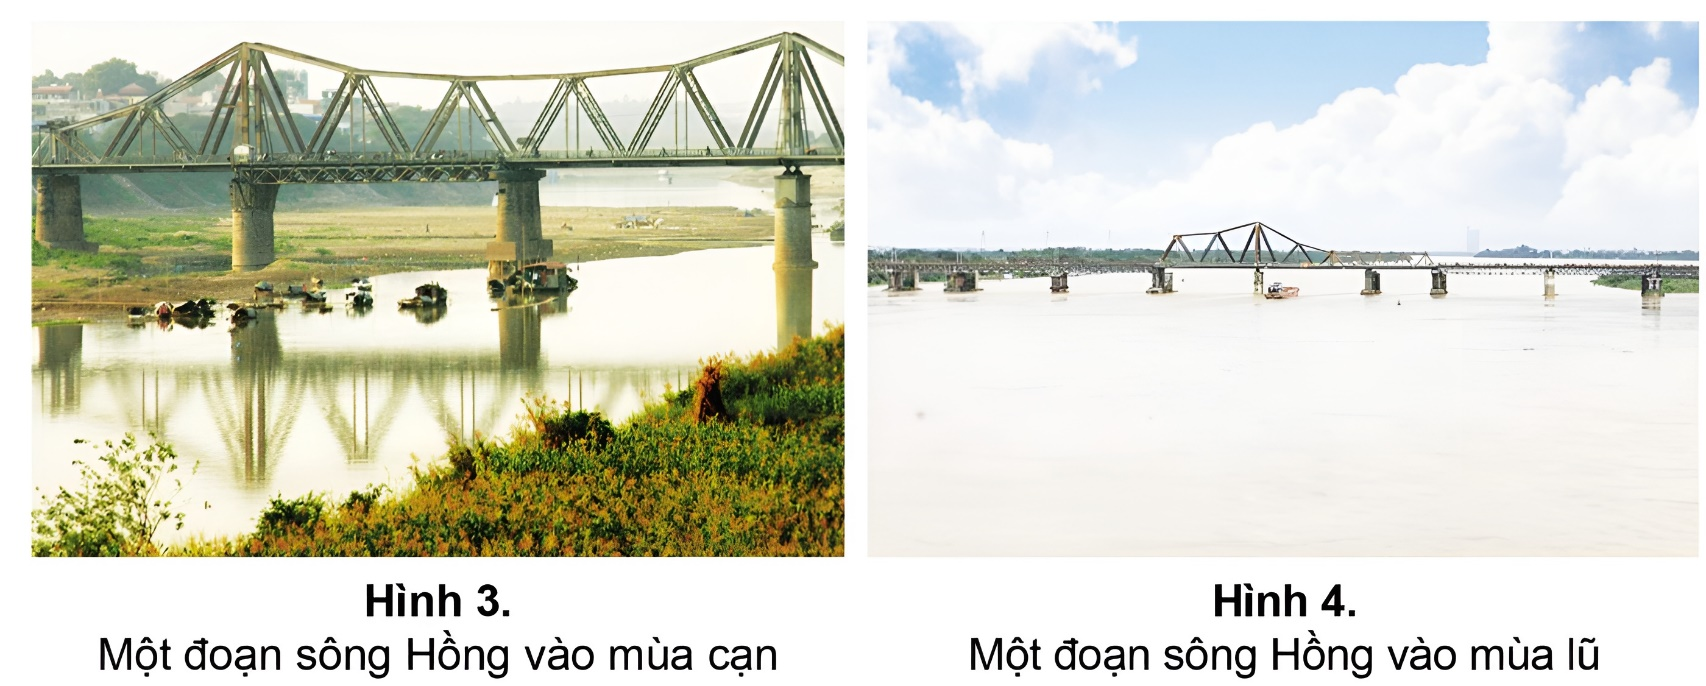 Hình 3.
Một đoạn sông Hồng vào mùa cạn
Hình 4.
Một đoạn sông Hồng vào mùa lũ